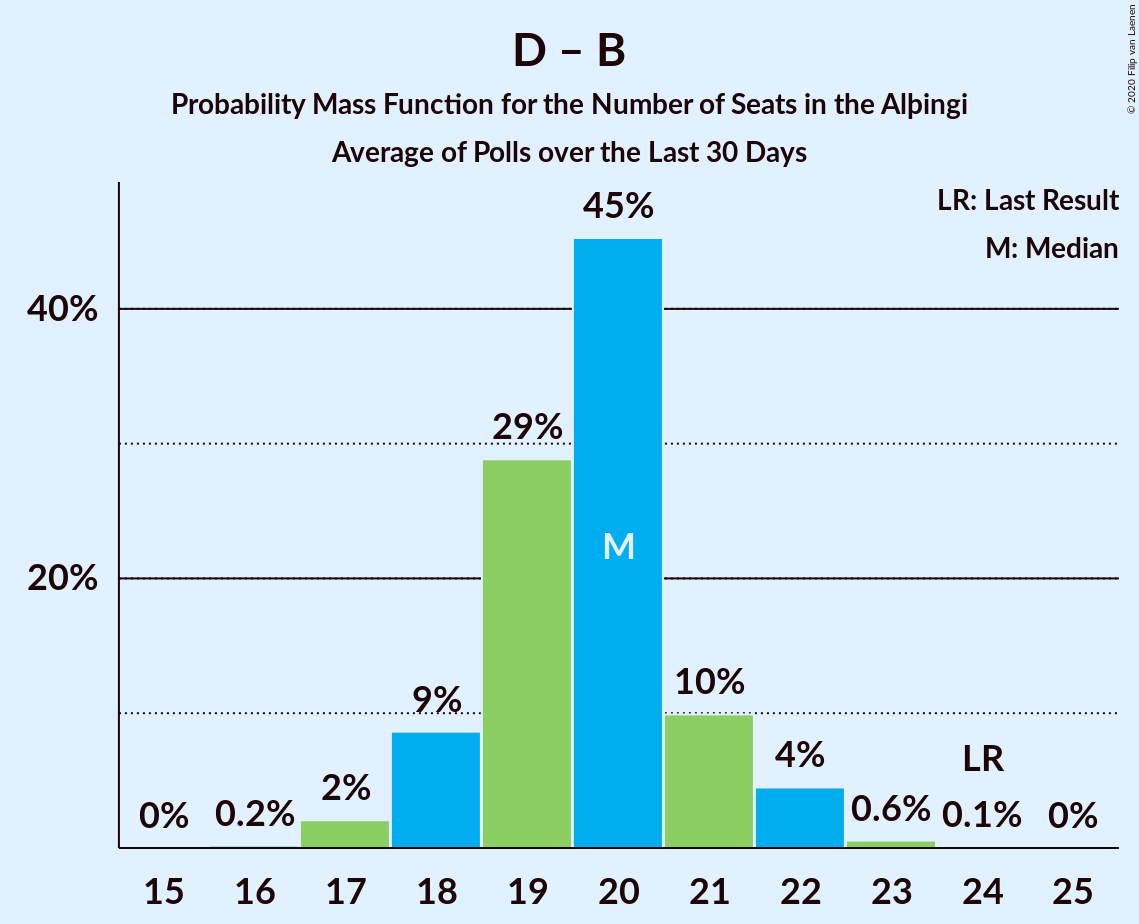 D – B
Probability Mass Function for the Number of Seats in the Alþingi
Average of Polls over the Last 30 Days
© 2020 Filip van Laenen
LR: Last Result
M: Median
40%
20%
0%
0.2%
2%
9%
29%
45%
M
10%
4%
0.6%
LR
0.1%
0%
15 16 17 18 19 20 21 22 23 24 25